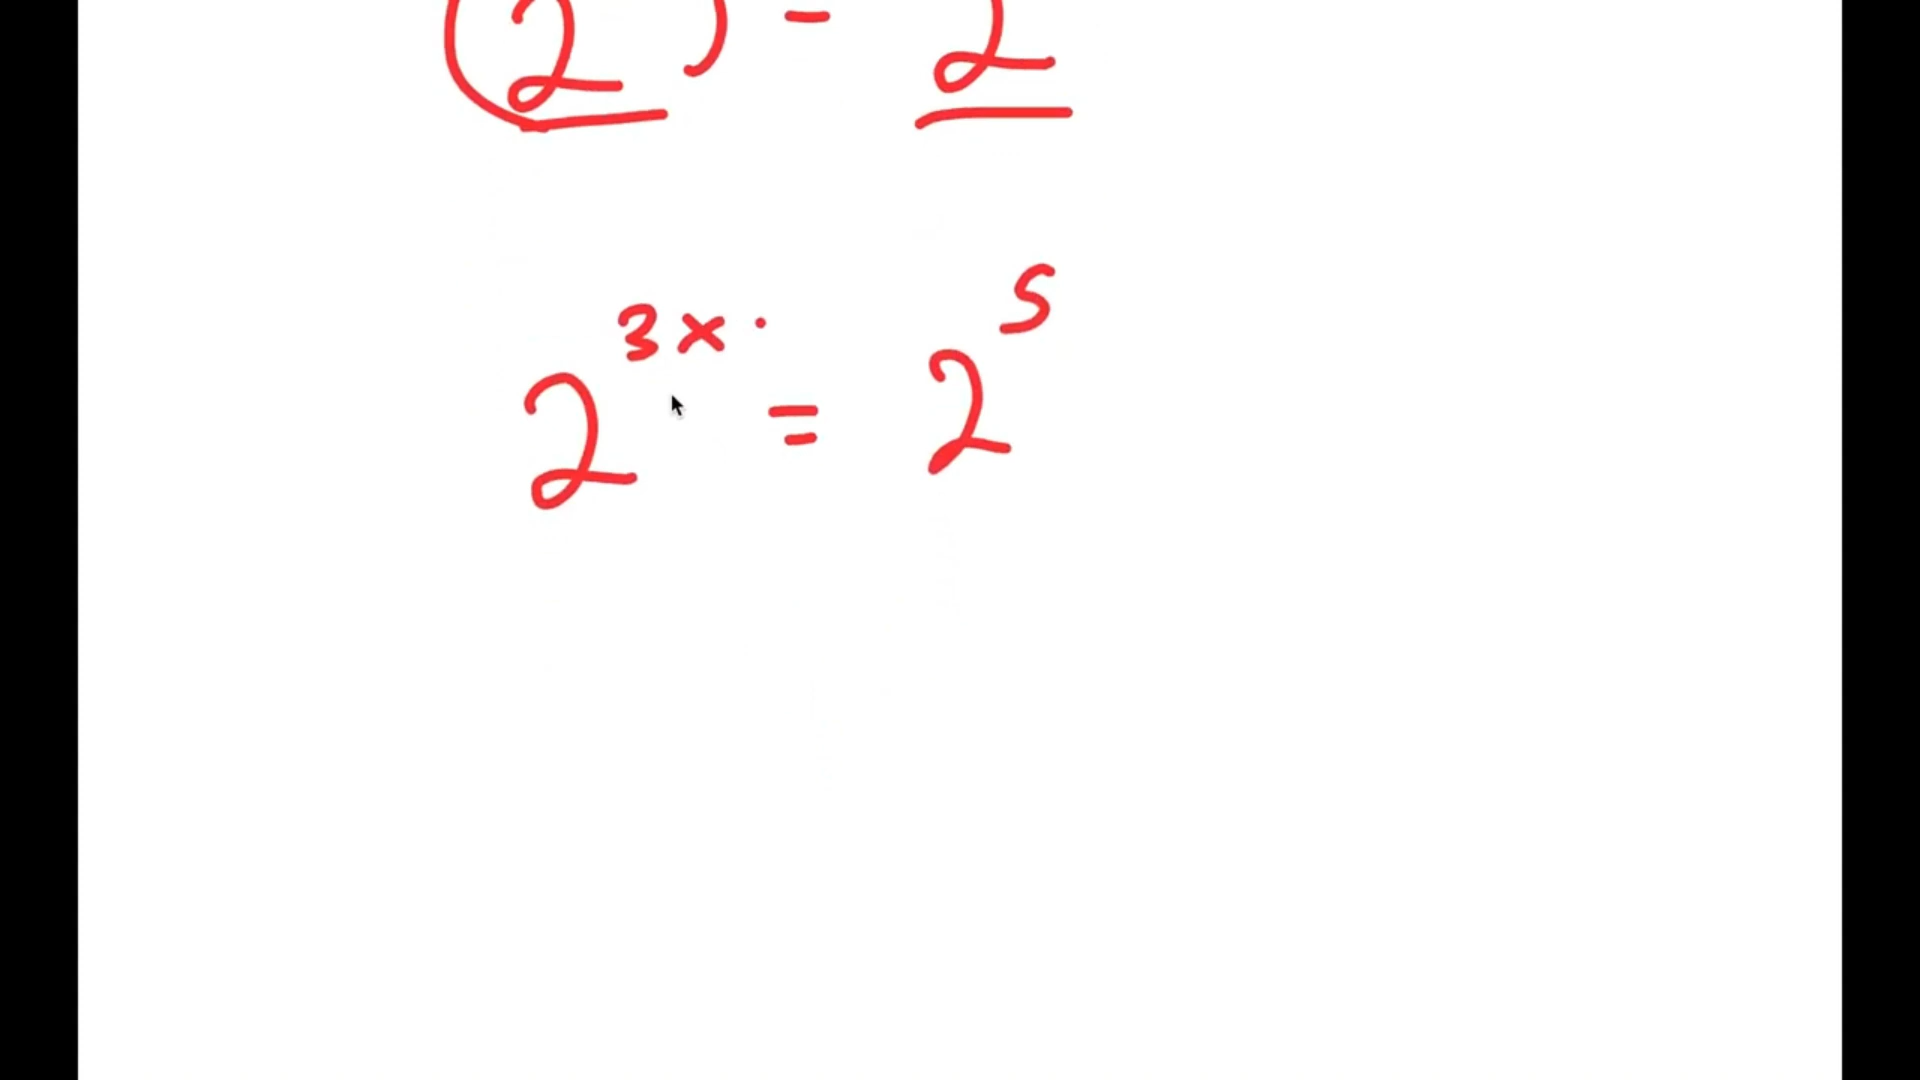 (2 ) = 2
2^{3x·} = 2^5